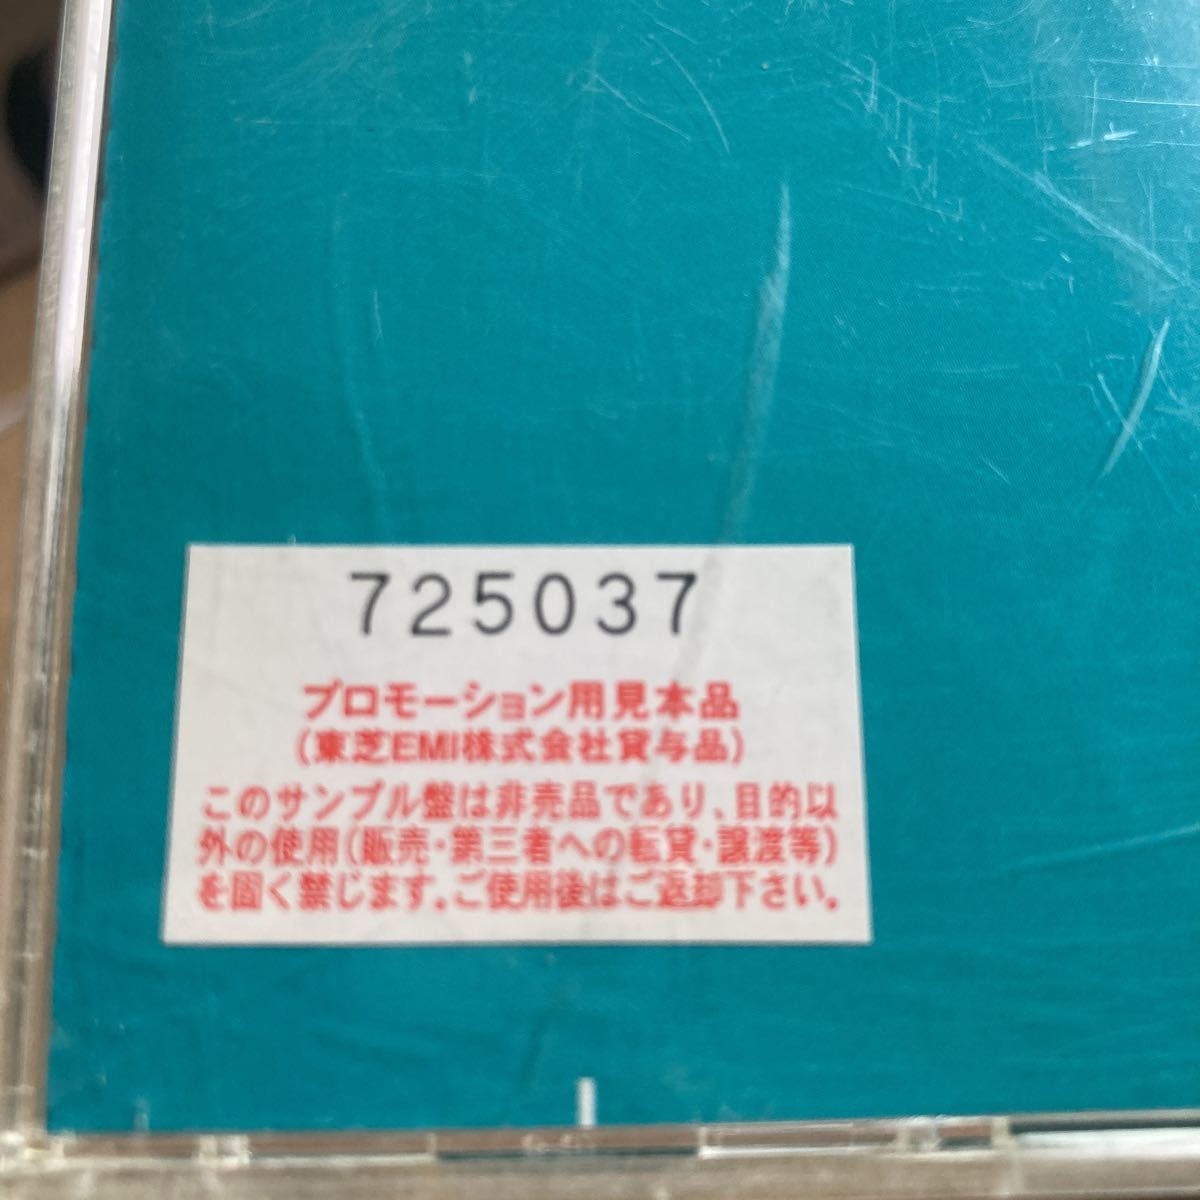 725037
プロモーション用見本品
(東芝EMI株式会社貸与品)
このサンプル盤は非売品であり、目的以
外の使用(販売・第三者への転貸・譲渡等)
を固く禁じます。ご使用後はご返却下さい。